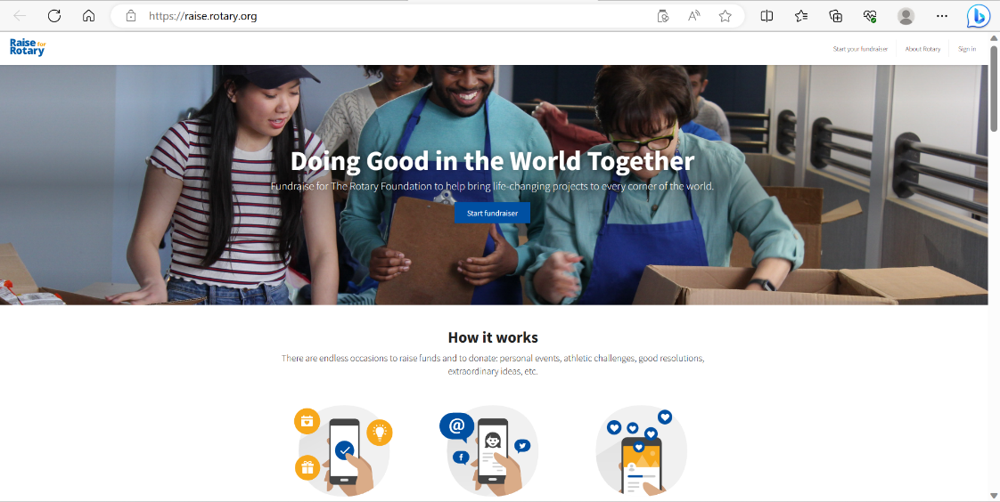 https://raise.rotary.org
Raise for
Rotary
Start your fundraiser
About Rotary
Sign in
Doing Good in the World Together
Fundraise for The Rotary Foundation to help bring life-changing projects to every corner of the world.
Start fundraiser
How it works
There are endless occasions to raise funds and to donate: personal events, athletic challenges, good resolutions,
extraordinary ideas, etc.
@
f